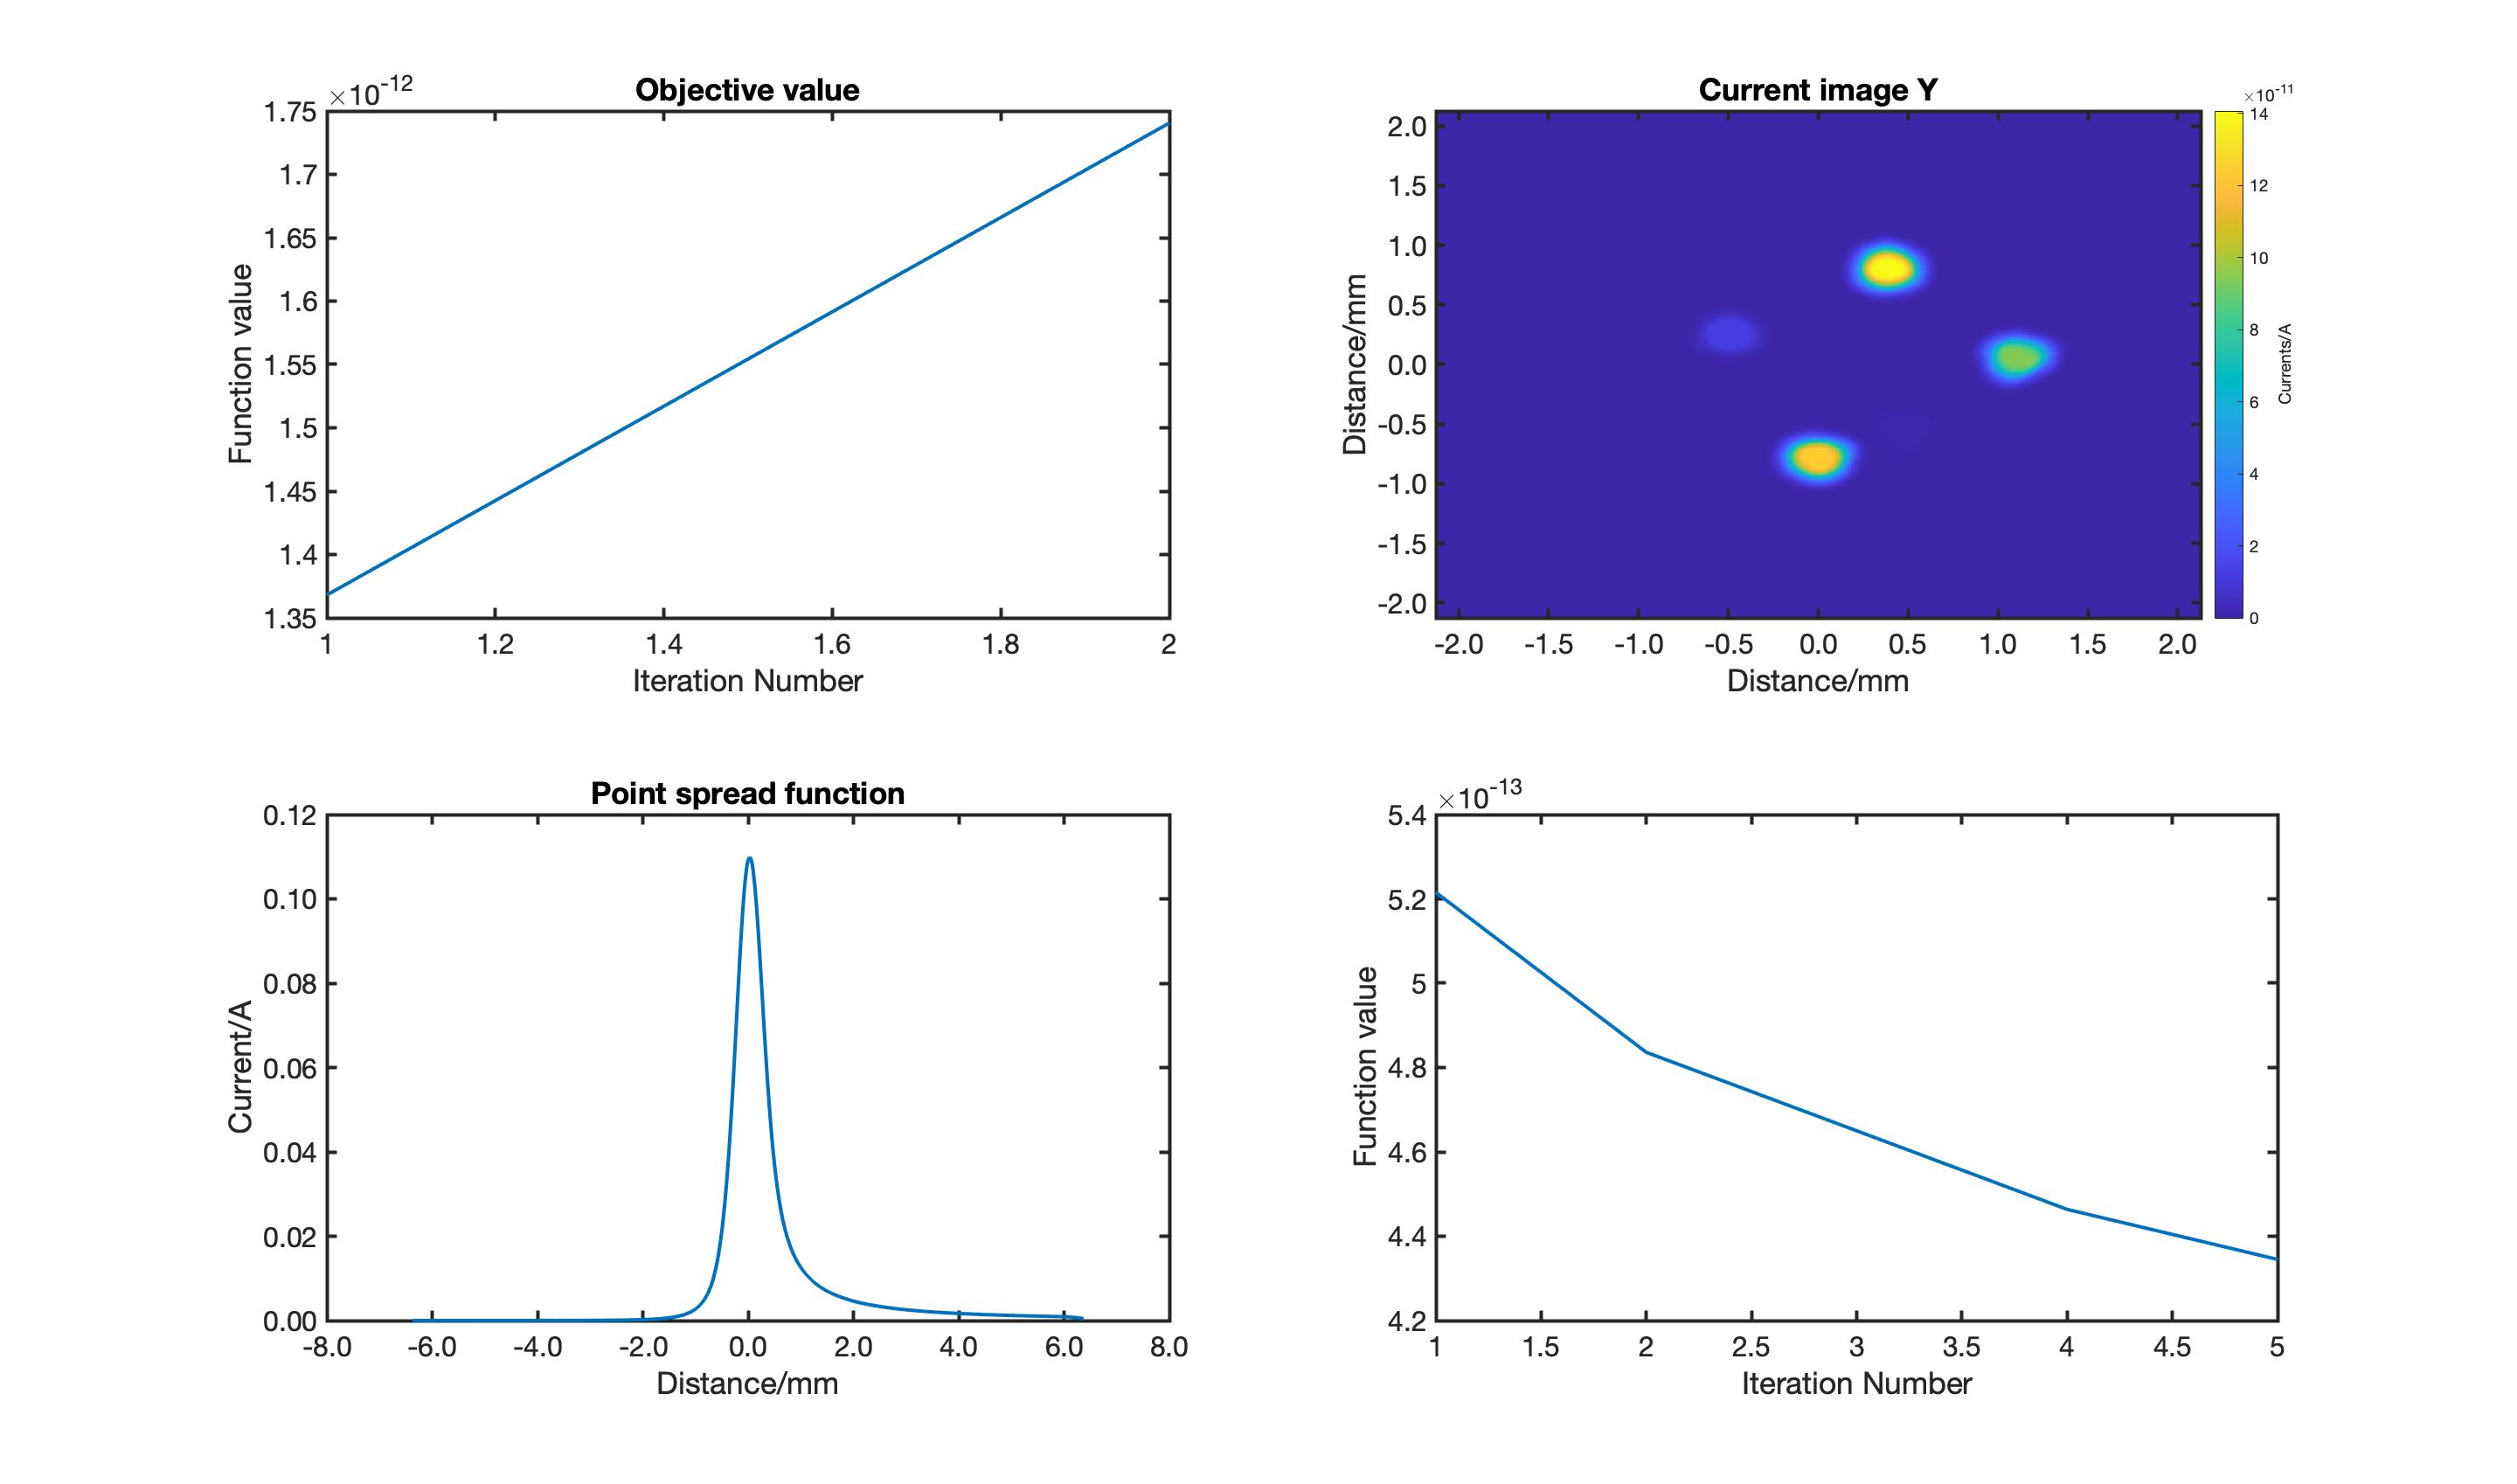 Objective value
×10-12
1.75
1.7
1.65
1.6
1.55
1.5
1.45
1.4
1.35
Function value
1 1.2 1.4 1.6 1.8 2
Iteration Number
Current image Y
2.0
1.5
1.0
0.5
0.0
-0.5
-1.0
-1.5
-2.0
Distance/mm
-2.0 -1.5 -1.0 -0.5 0.0 0.5 1.0 1.5 2.0
Distance/mm
×10-11
14
12
10
8
6
4
2
0
Currents/A
Point spread function
0.12
0.10
0.08
0.06
0.04
0.02
0.00
Current/A
-8.0 -6.0 -4.0 -2.0 0.0 2.0 4.0 6.0 8.0
Distance/mm
×10-13
5.4
5.2
5
4.8
4.6
4.4
4.2
Function value
1 1.5 2 2.5 3 3.5 4 4.5 5
Iteration Number